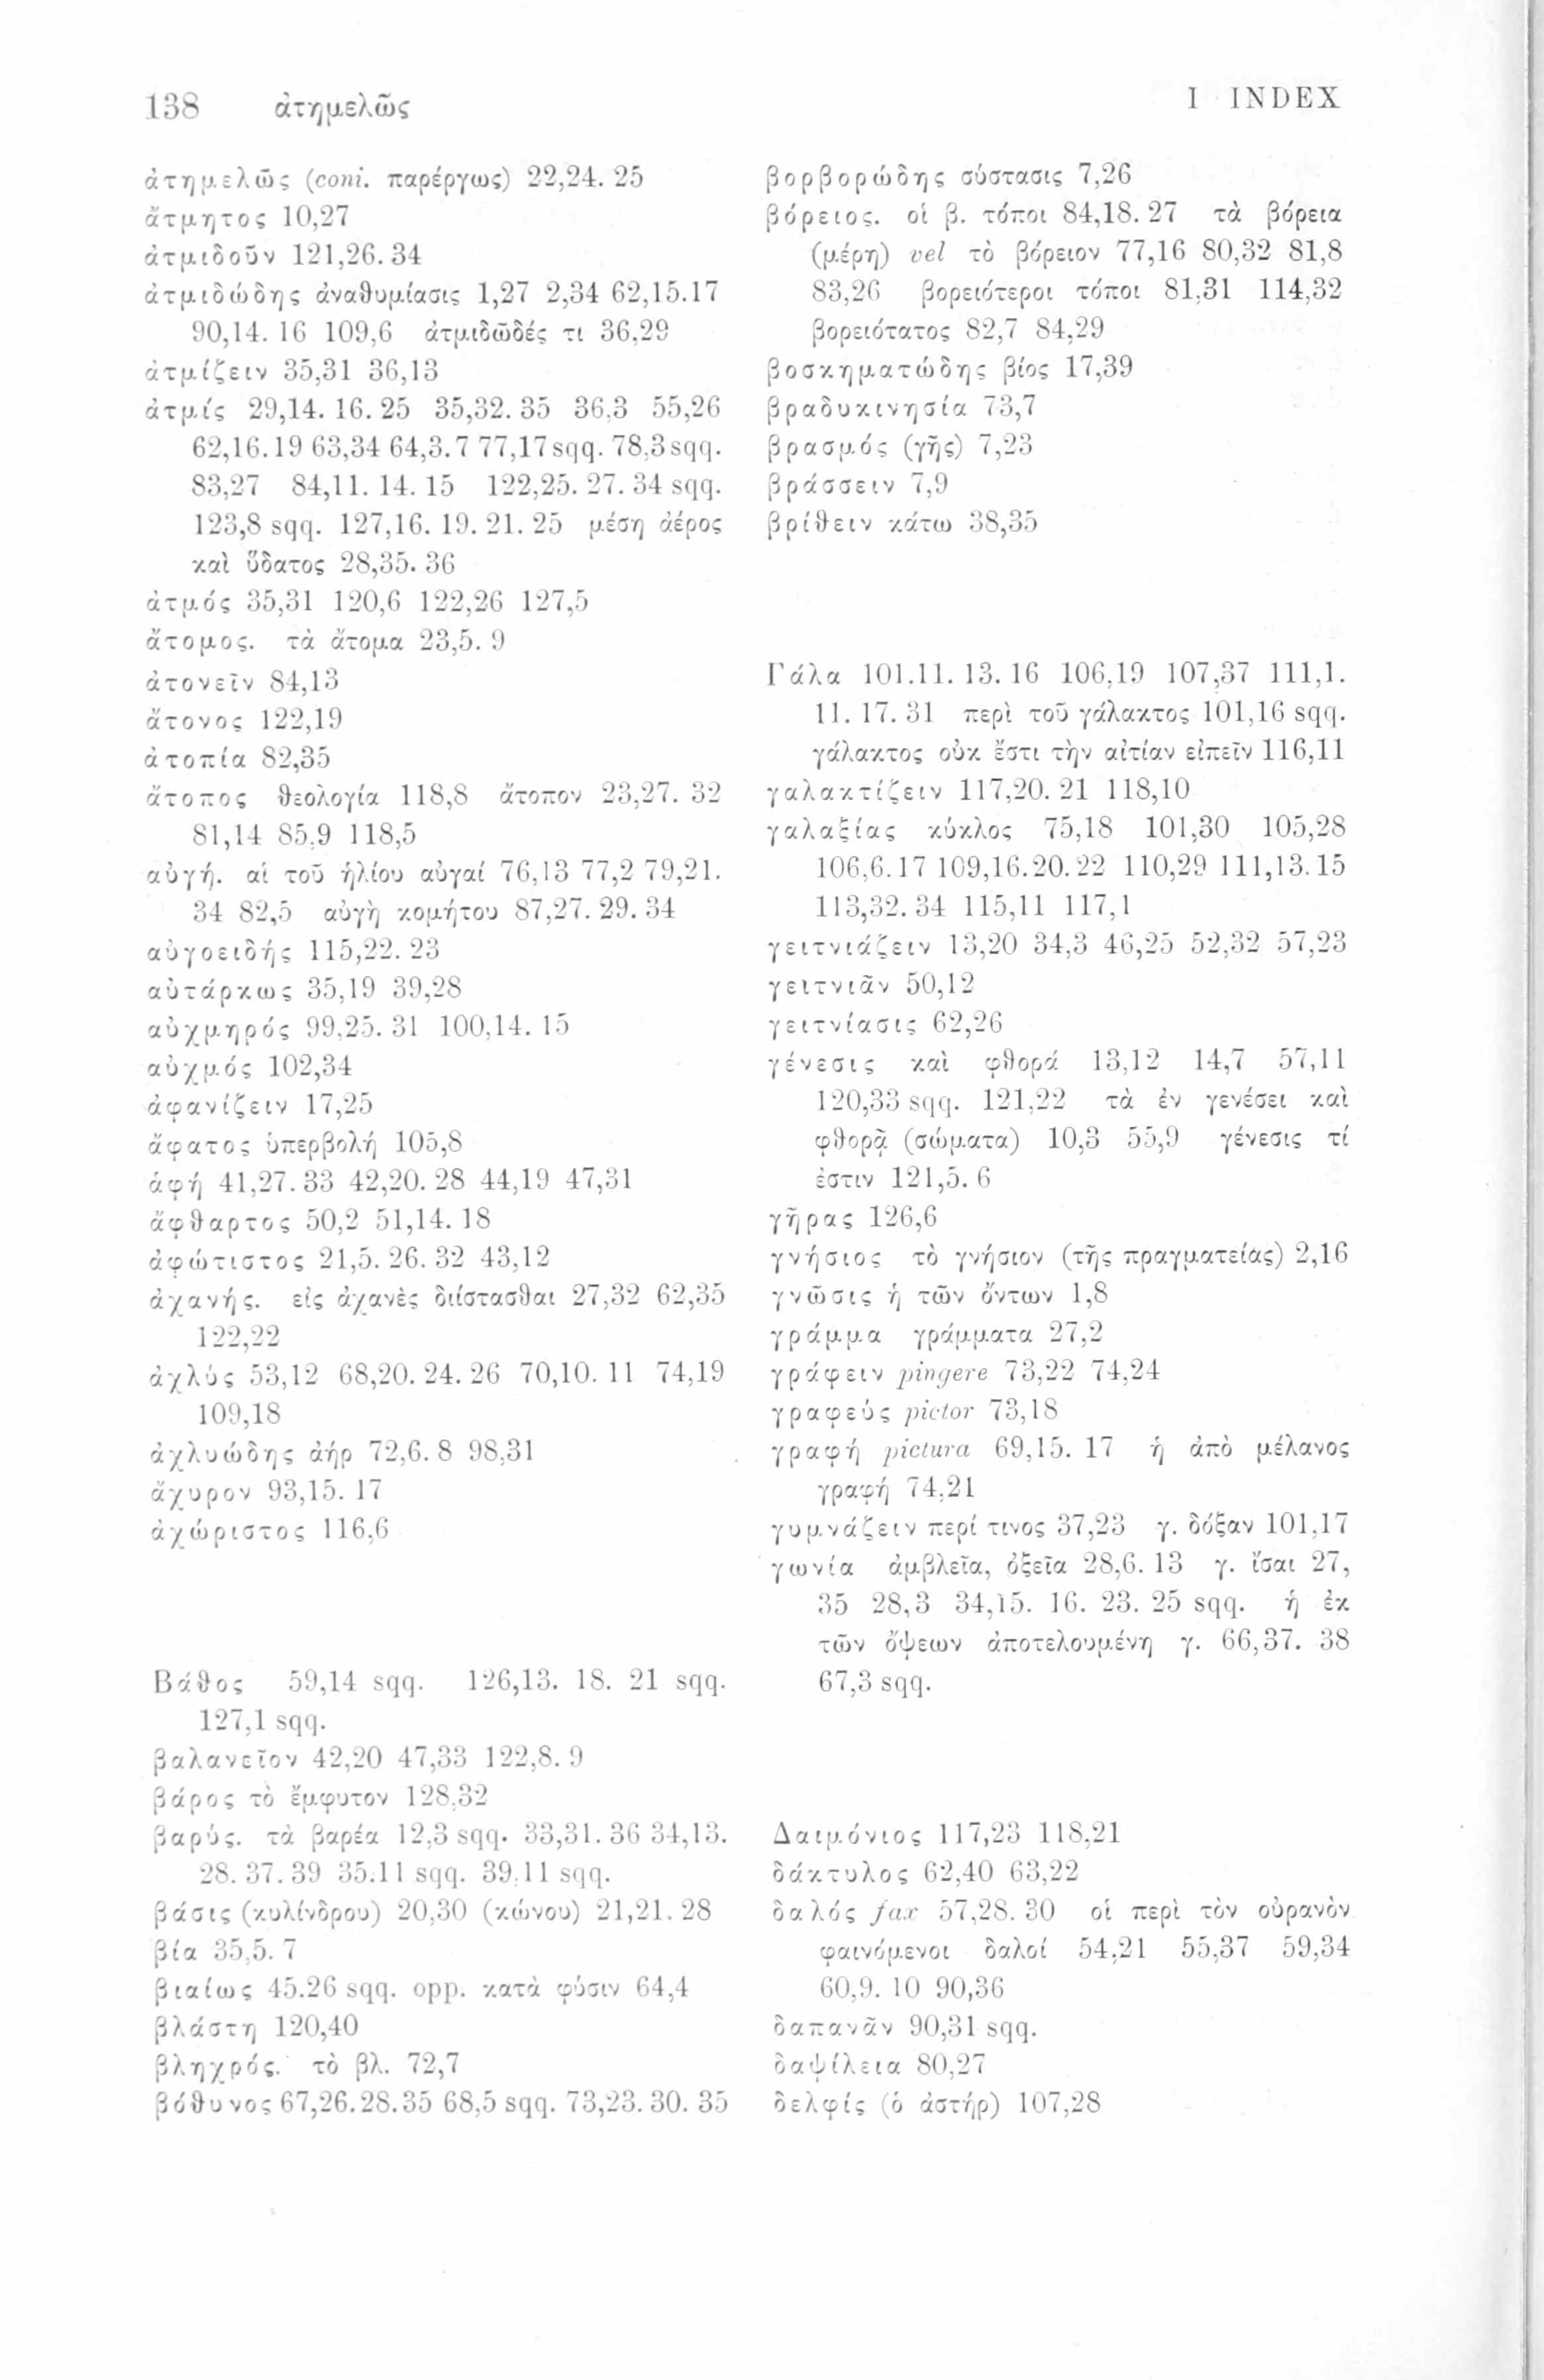 138 ἀτημελῶς
I INDEX
ἀτημελῶς (coni. παρέργως) 22,24. 25
ἄτμητος 10,27
ἀτμιδοῦν 121,26. 34
ἀτμιδώδης ἀναθυμίασις 1,27 2,34 62,15.17
90,14. 16 109,6 ἀτμιδῶδές τι 36,29
ἀτμίζειν 35,31 36,13
ἀτμίς 29,14. 16. 25 35,32. 35 36,3 55,26
62,16.19 63,34 64,3.7 77,17 sqq. 78,3 sqq.
83,27 84,11. 14. 15 122,25. 27. 34 sqq.
123,8 sqq. 127,16. 19. 21. 25 μέση ἀέρος
καὶ ὕδατος 28,35. 36
ἀτμός 35,31 120,6 122,26 127,5
ἄτομος. τὰ ἄτομα 23,5. 9
ἀτονεῖν 84,13
ἄτονος 122,19
ἀτοπία 82,35
ἄτοπος θεολογία 118,8 ἄτοπον 23,27. 32
81,14 85,9 118,5
αὐγή. αἱ τοῦ ἡλίου αὐγαί 76,13 77,2 79,21.
34 82,5 αὐγὴ κομήτου 87,27. 29. 34
αὐγοειδής 115,22. 23
αὐτάρκως 35,19 39,28
αὐχμηρός 99,25. 31 100,14. 15
αὐχμός 102,34
ἀφανίζειν 17,25
ἄφατος ὑπερβολή 105,8
ἁφή 41,27. 33 42,20. 28 44,19 47,31
ἄφθαρτος 50,2 51,14. 18
ἀφώτιστος 21,5. 26. 32 43,12
ἀχανής. εἰς ἀχανὲς διίστασθαι 27,32 62,35
122,22
ἀχλύς 53,12 68,20. 24. 26 70,10. 11 74,19
109,18
ἀχλυώδης ἀήρ 72,6. 8 98,31
ἄχυρον 93,15. 17
ἀχώριστος 116,6
Βάθος 59,14 sqq. 126,13. 18. 21 sqq.
127,1 sqq.
βαλανεῖον 42,20 47,33 122,8. 9
βάρος τὸ ἔμφυτον 128,32
βαρύς. τὰ βαρέα 12,3 sqq. 33,31. 36 34,13.
28. 37. 39 35,11 sqq. 39,11 sqq.
βάσις (κυλίνδρου) 20,30 (κώνου) 21,21. 28
βία 35,5. 7
βιαίως 45,26 sqq. opp. κατὰ φύσιν 64,4
βλάστη 120,40
βληχρός. τὸ βλ. 72,7
βόθυνος 67,26. 28. 35 68,5 sqq. 73,23. 30. 35
βορβορώδης σύστασις 7,26
βόρειος. οἱ β. τόποι 84,18. 27 τὰ βόρεια
(μέρη) vel τὸ βόρειον 77,16 80,32 81,8
83,26 βορειότεροι τόποι 81,31 114,32
βορειότατος 82,7 84,29
βοσκηματώδης βίος 17,39
βραδυκινησία 73,7
βρασμός (γῆς) 7,23
βράσσειν 7,9
βρίθειν κάτω 38,35
Γάλα 101.11. 13. 16 106,19 107,37 111,1.
11. 17. 31 περὶ τοῦ γάλακτος 101,16 sqq.
γάλακτος οὐκ ἔστι τὴν αἰτίαν εἰπεῖν 116,11
γαλακτίζειν 117,20. 21 118,10
γαλαξίας κύκλος 75,18 101,30 105,28
106,6. 17 109,16. 20. 22 110,29 111,13. 15
113,32. 34 115,11 117,1
γειτνιάζειν 13,20 34,3 46,25 52,32 57,23
γειτνιᾶν 50,12
γειτνίασις 62,26
γένεσις καὶ φθορά 13,12 14,7 57,11
120,33 sqq. 121,22 τὰ ἐν γενέσει καὶ
φθορᾷ (σώματα) 10,3 55,9 γένεσις τί
ἐστιν 121,5. 6
γῆρας 126,6
γνήσιος τὸ γνήσιον (τῆς πραγματείας) 2,16
γνῶσις ἡ τῶν ὄντων 1,8
γράμμα γράμματα 27,2
γράφειν pingere 73,22 74,24
γραφεύς pictor 73,18
γραφή pictura 69,15. 17 ἡ ἀπὸ μέλανος
γραφή 74,21
γυμνάζειν περί τινος 37,23 γ. δόξαν 101,17
γωνία ἀμβλεῖα, ὀξεῖα 28,6. 13 γ. ἴσαι 27,
35 28,3 34,15. 16. 23. 25 sqq. ἡ ἐκ
τῶν ὄψεων ἀποτελουμένη γ. 66,37. 38
67,3 sqq.
Δαιμόνιος 117,23 118,21
δάκτυλος 62,40 63,22
δαλός fax 57,28. 30 οἱ περὶ τὸν οὐρανὸν
φαινόμενοι δαλοί 54,21 55,37 59,34
60,9. 10 90,36
δαπανᾶν 90,31 sqq.
δαψίλεια 80,27
δελφίς (ὁ ἀστήρ) 107,28